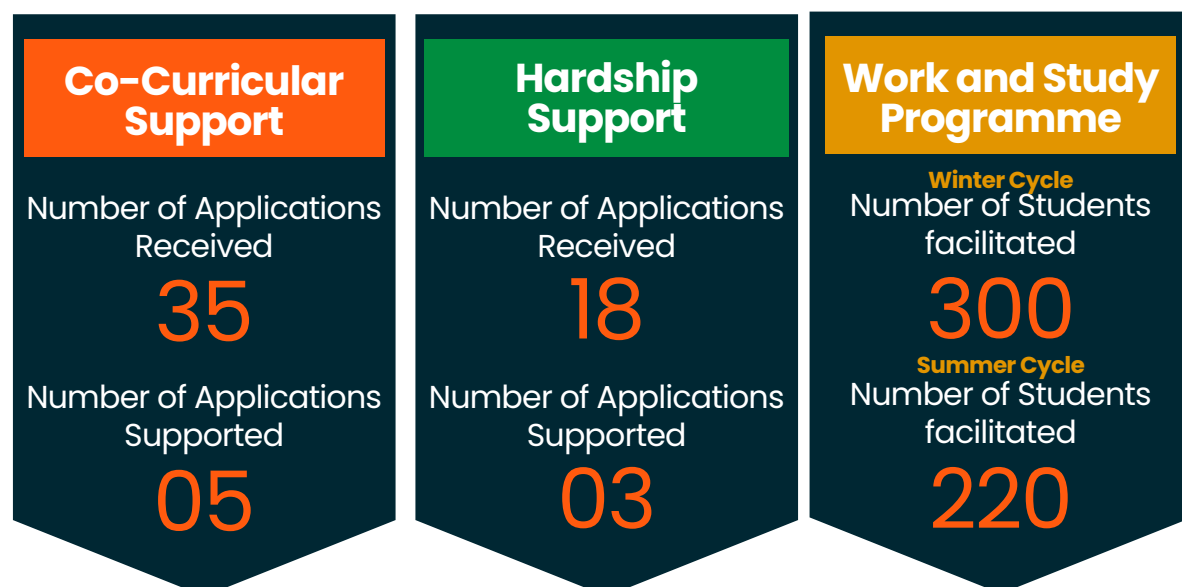 Co-Curricular
Support
Number of Applications
Received
35
Number of Applications
Supported
05
Hardship
Support
Number of Applications
Received
18
Number of Applications
Supported
03
Work and Study
Programme
Winter Cycle
Number of Students
facilitated
300
Summer Cycle
Number of Students
facilitated
220